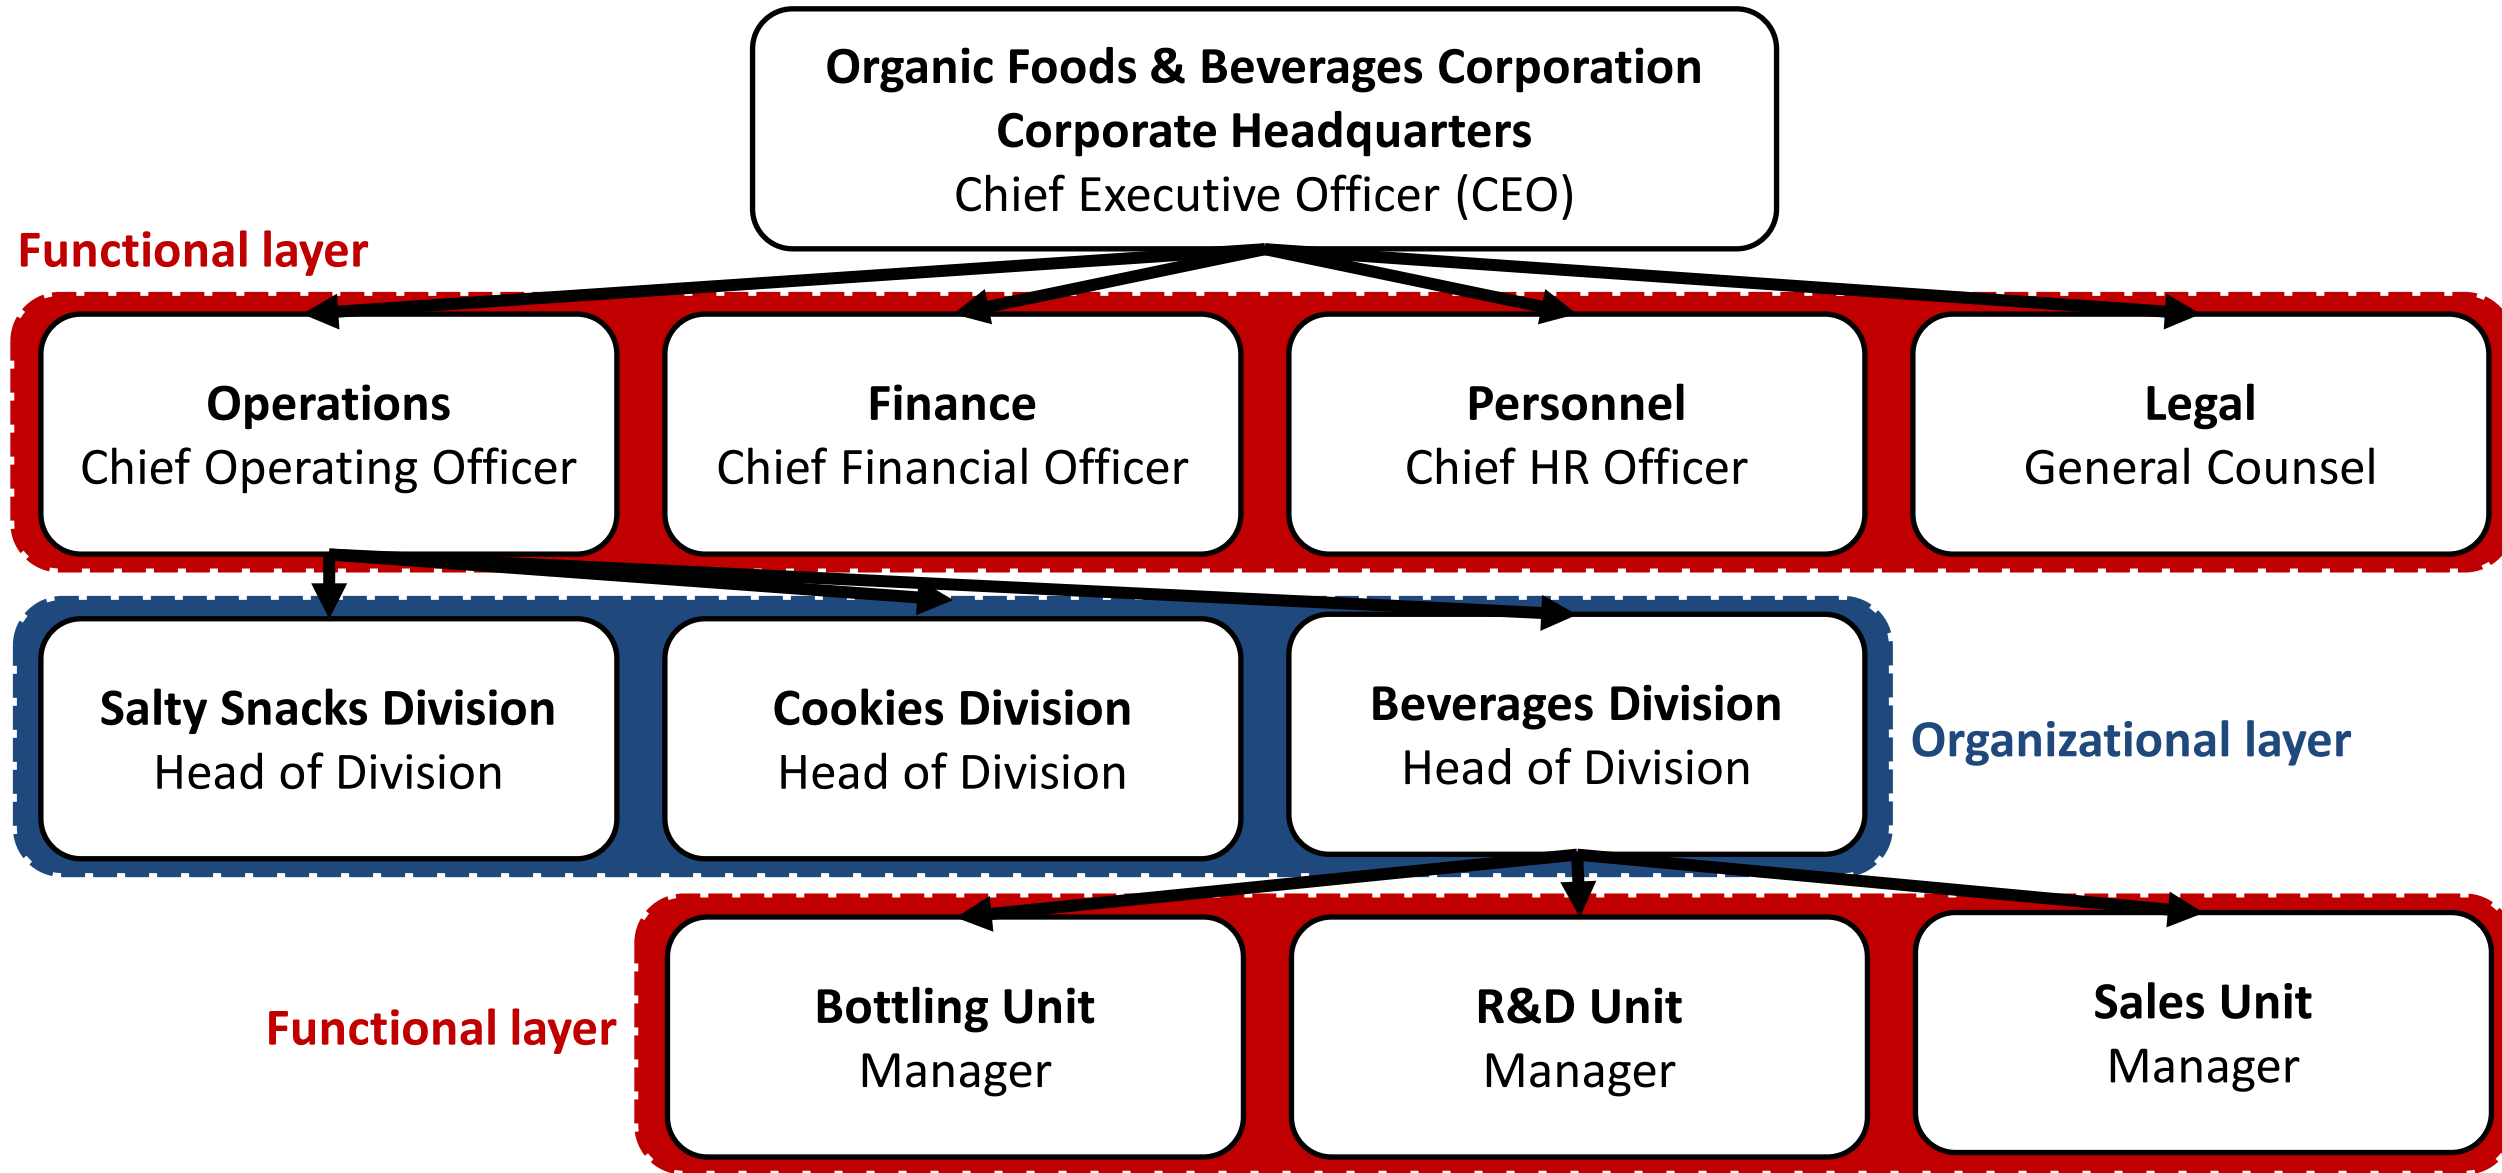 Organic Foods & Beverages Corporation
Corporate Headquarters
Chief Executive Officer (CEO)
Functional layer
Operations
Chief Operating Officer
Finance
Chief Financial Officer
Personnel
Chief HR Officer
Legal
General Counsel
Salty Snacks Division
Head of Division
Cookies Division
Head of Division
Beverages Division
Head of Division
Organizational layer
Functional layer
Bottling Unit
Manager
R&D Unit
Manager
Sales Unit
Manager